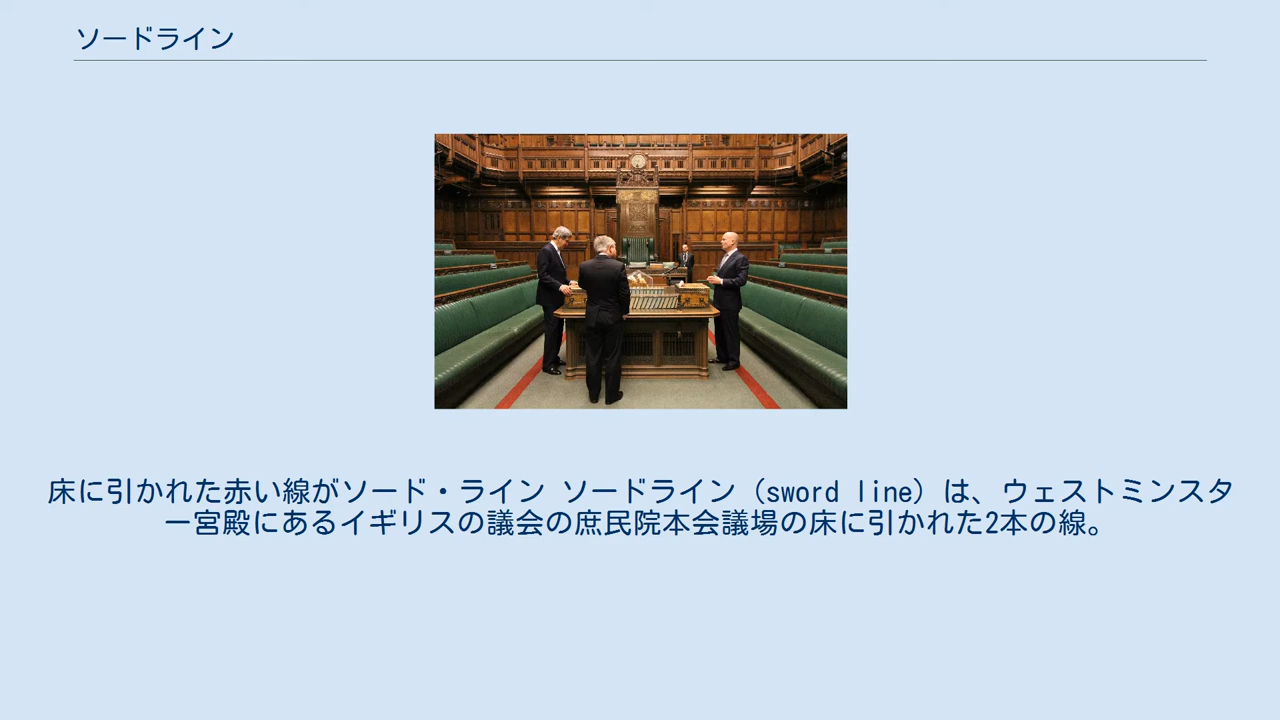 ソードライン
床に引かれた赤い線がソード・ライン ソードライン（sword line）は、ウェストミンスタ
ー宮殿にあるイギリスの議会の庶民院本会議場の床に引かれた2本の線。